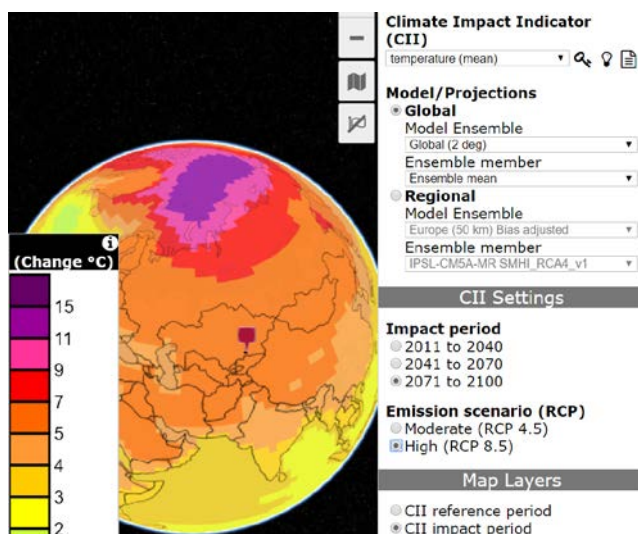 Climate Impact Indicator
(CII)
temperature (mean)
Model/Projections
Global
Model Ensemble
Global (2 deg)
Ensemble member
Ensemble mean
Regional
Model Ensemble
Europe (50 km) Bias adjusted
Ensemble member
IPSL-CM5A-MR SMHI_RCA4_v1
CII Settings
Impact period
2011 to 2040
2041 to 2070
2071 to 2100
Emission scenario (RCP)
Moderate (RCP 4.5)
High (RCP 8.5)
Map Layers
CII reference period
CII impact period
(Change °C)
15
11
9
7
5
4
3
2